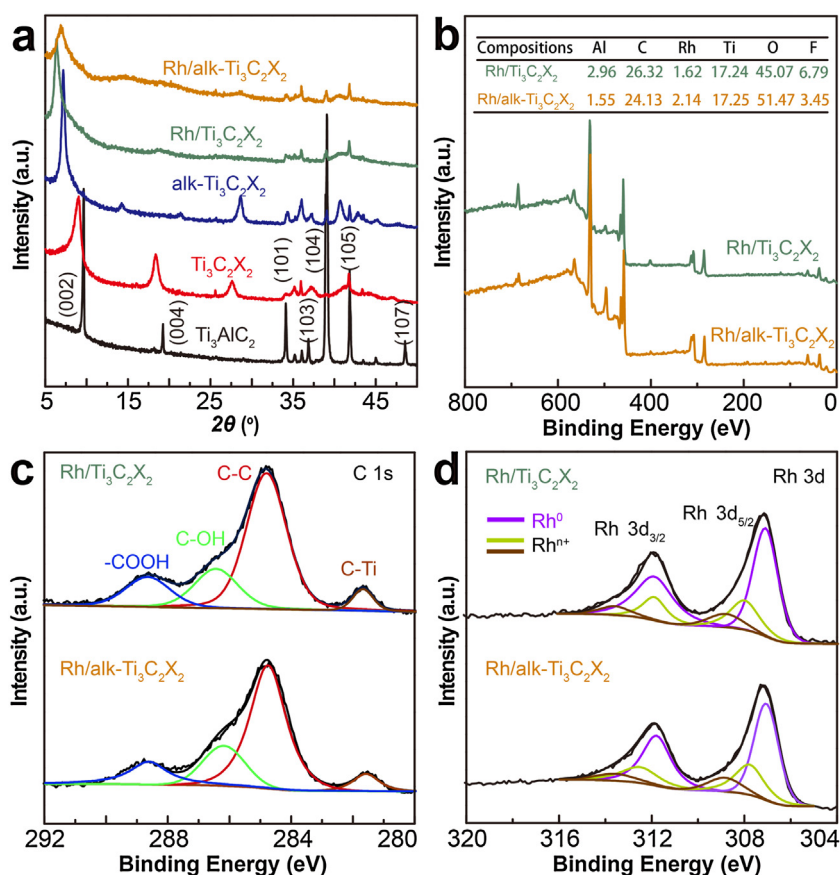 a
Rh/alk-Ti₃C₂X₂
Rh/Ti₃C₂X₂
alk-Ti₃C₂X₂
Ti₃C₂X₂
Ti₃AlC₂
(002)
(004)
(101)
(103)
(104)
(105)
(107)
Intensity (a.u.)
5 15 25 35 45
2θ (°)
b
Compositions Al C Rh Ti O F
Rh/Ti₃C₂X₂ 2.96 26.32 1.62 17.24 45.07 6.79
Rh/alk-Ti₃C₂X₂ 1.55 24.13 2.14 17.25 51.47 3.45
Rh/Ti₃C₂X₂
Rh/alk-Ti₃C₂X₂
Intensity (a.u.)
800 600 400 200 0
Binding Energy (eV)
c
Rh/Ti₃C₂X₂
C 1s
C-C
C-OH
-COOH
C-Ti
Rh/alk-Ti₃C₂X₂
Intensity (a.u.)
292 288 284 280
Binding Energy (eV)
d
Rh/Ti₃C₂X₂
Rh 3d
Rh⁰
Rhⁿ⁺
Rh 3d₃/₂
Rh 3d₅/₂
Rh/alk-Ti₃C₂X₂
Intensity (a.u.)
320 316 312 308 304
Binding Energy (eV)